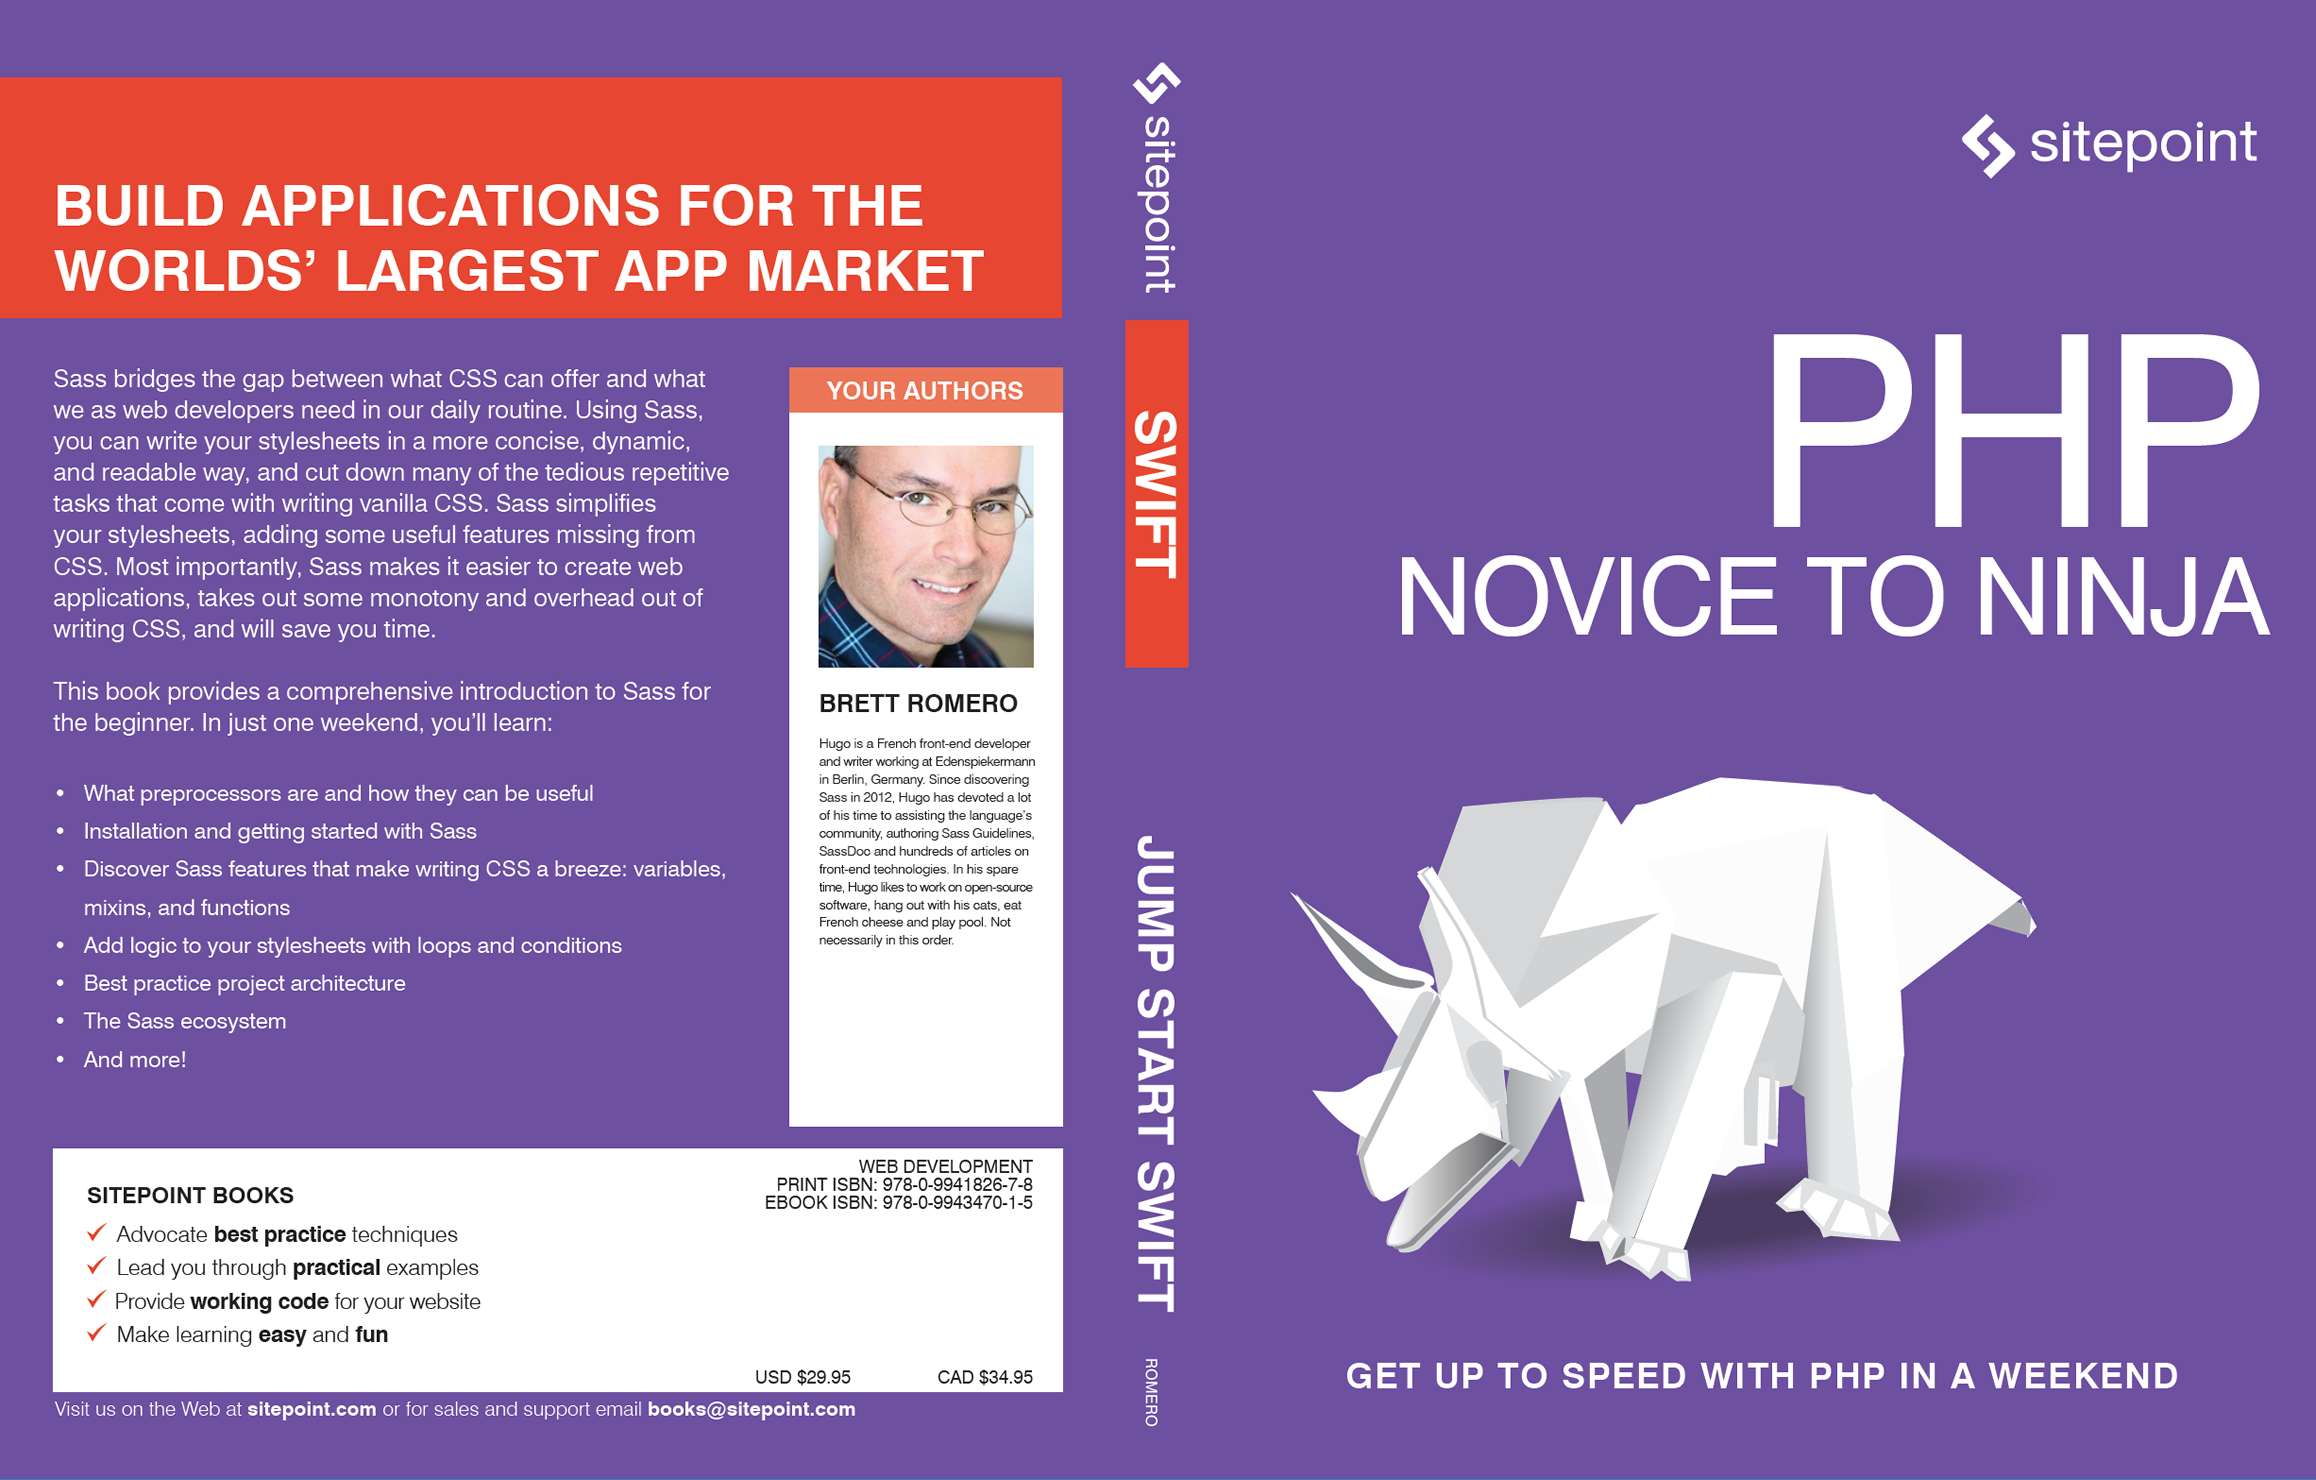 BUILD APPLICATIONS FOR THE
WORLDS’ LARGEST APP MARKET
Sass bridges the gap between what CSS can offer and what
we as web developers need in our daily routine. Using Sass,
you can write your stylesheets in a more concise, dynamic,
and readable way, and cut down many of the tedious repetitive
tasks that come with writing vanilla CSS. Sass simplifies
your stylesheets, adding some useful features missing from
CSS. Most importantly, Sass makes it easier to create web
applications, takes out some monotony and overhead out of
writing CSS, and will save you time.
This book provides a comprehensive introduction to Sass for
the beginner. In just one weekend, you’ll learn:
• What preprocessors are and how they can be useful
• Installation and getting started with Sass
• Discover Sass features that make writing CSS a breeze: variables,
mixins, and functions
• Add logic to your stylesheets with loops and conditions
• Best practice project architecture
• The Sass ecosystem
• And more!
YOUR AUTHORS
BRETT ROMERO
Hugo is a French front-end developer
and writer working at Edenspiekermann
in Berlin, Germany. Since discovering
Sass in 2012, Hugo has devoted a lot
of his time to assisting the language’s
community, authoring Sass Guidelines,
SassDoc and hundreds of articles on
front-end technologies. In his spare
time, Hugo likes to work on open-source
software, hang out with his cats, eat
French cheese and play pool. Not
necessarily in this order.
SITEPOINT BOOKS
Advocate best practice techniques
Lead you through practical examples
Provide working code for your website
Make learning easy and fun
WEB DEVELOPMENT
PRINT ISBN: 978-0-9941826-7-8
EBOOK ISBN: 978-0-9943470-1-5
USD $29.95
CAD $34.95
Visit us on the Web at sitepoint.com or for sales and support email books@sitepoint.com
sitepoint
SWIFT
JUMP START SWIFT
ROMERO
sitepoint
PHP
NOVICE TO NINJA
GET UP TO SPEED WITH PHP IN A WEEKEND